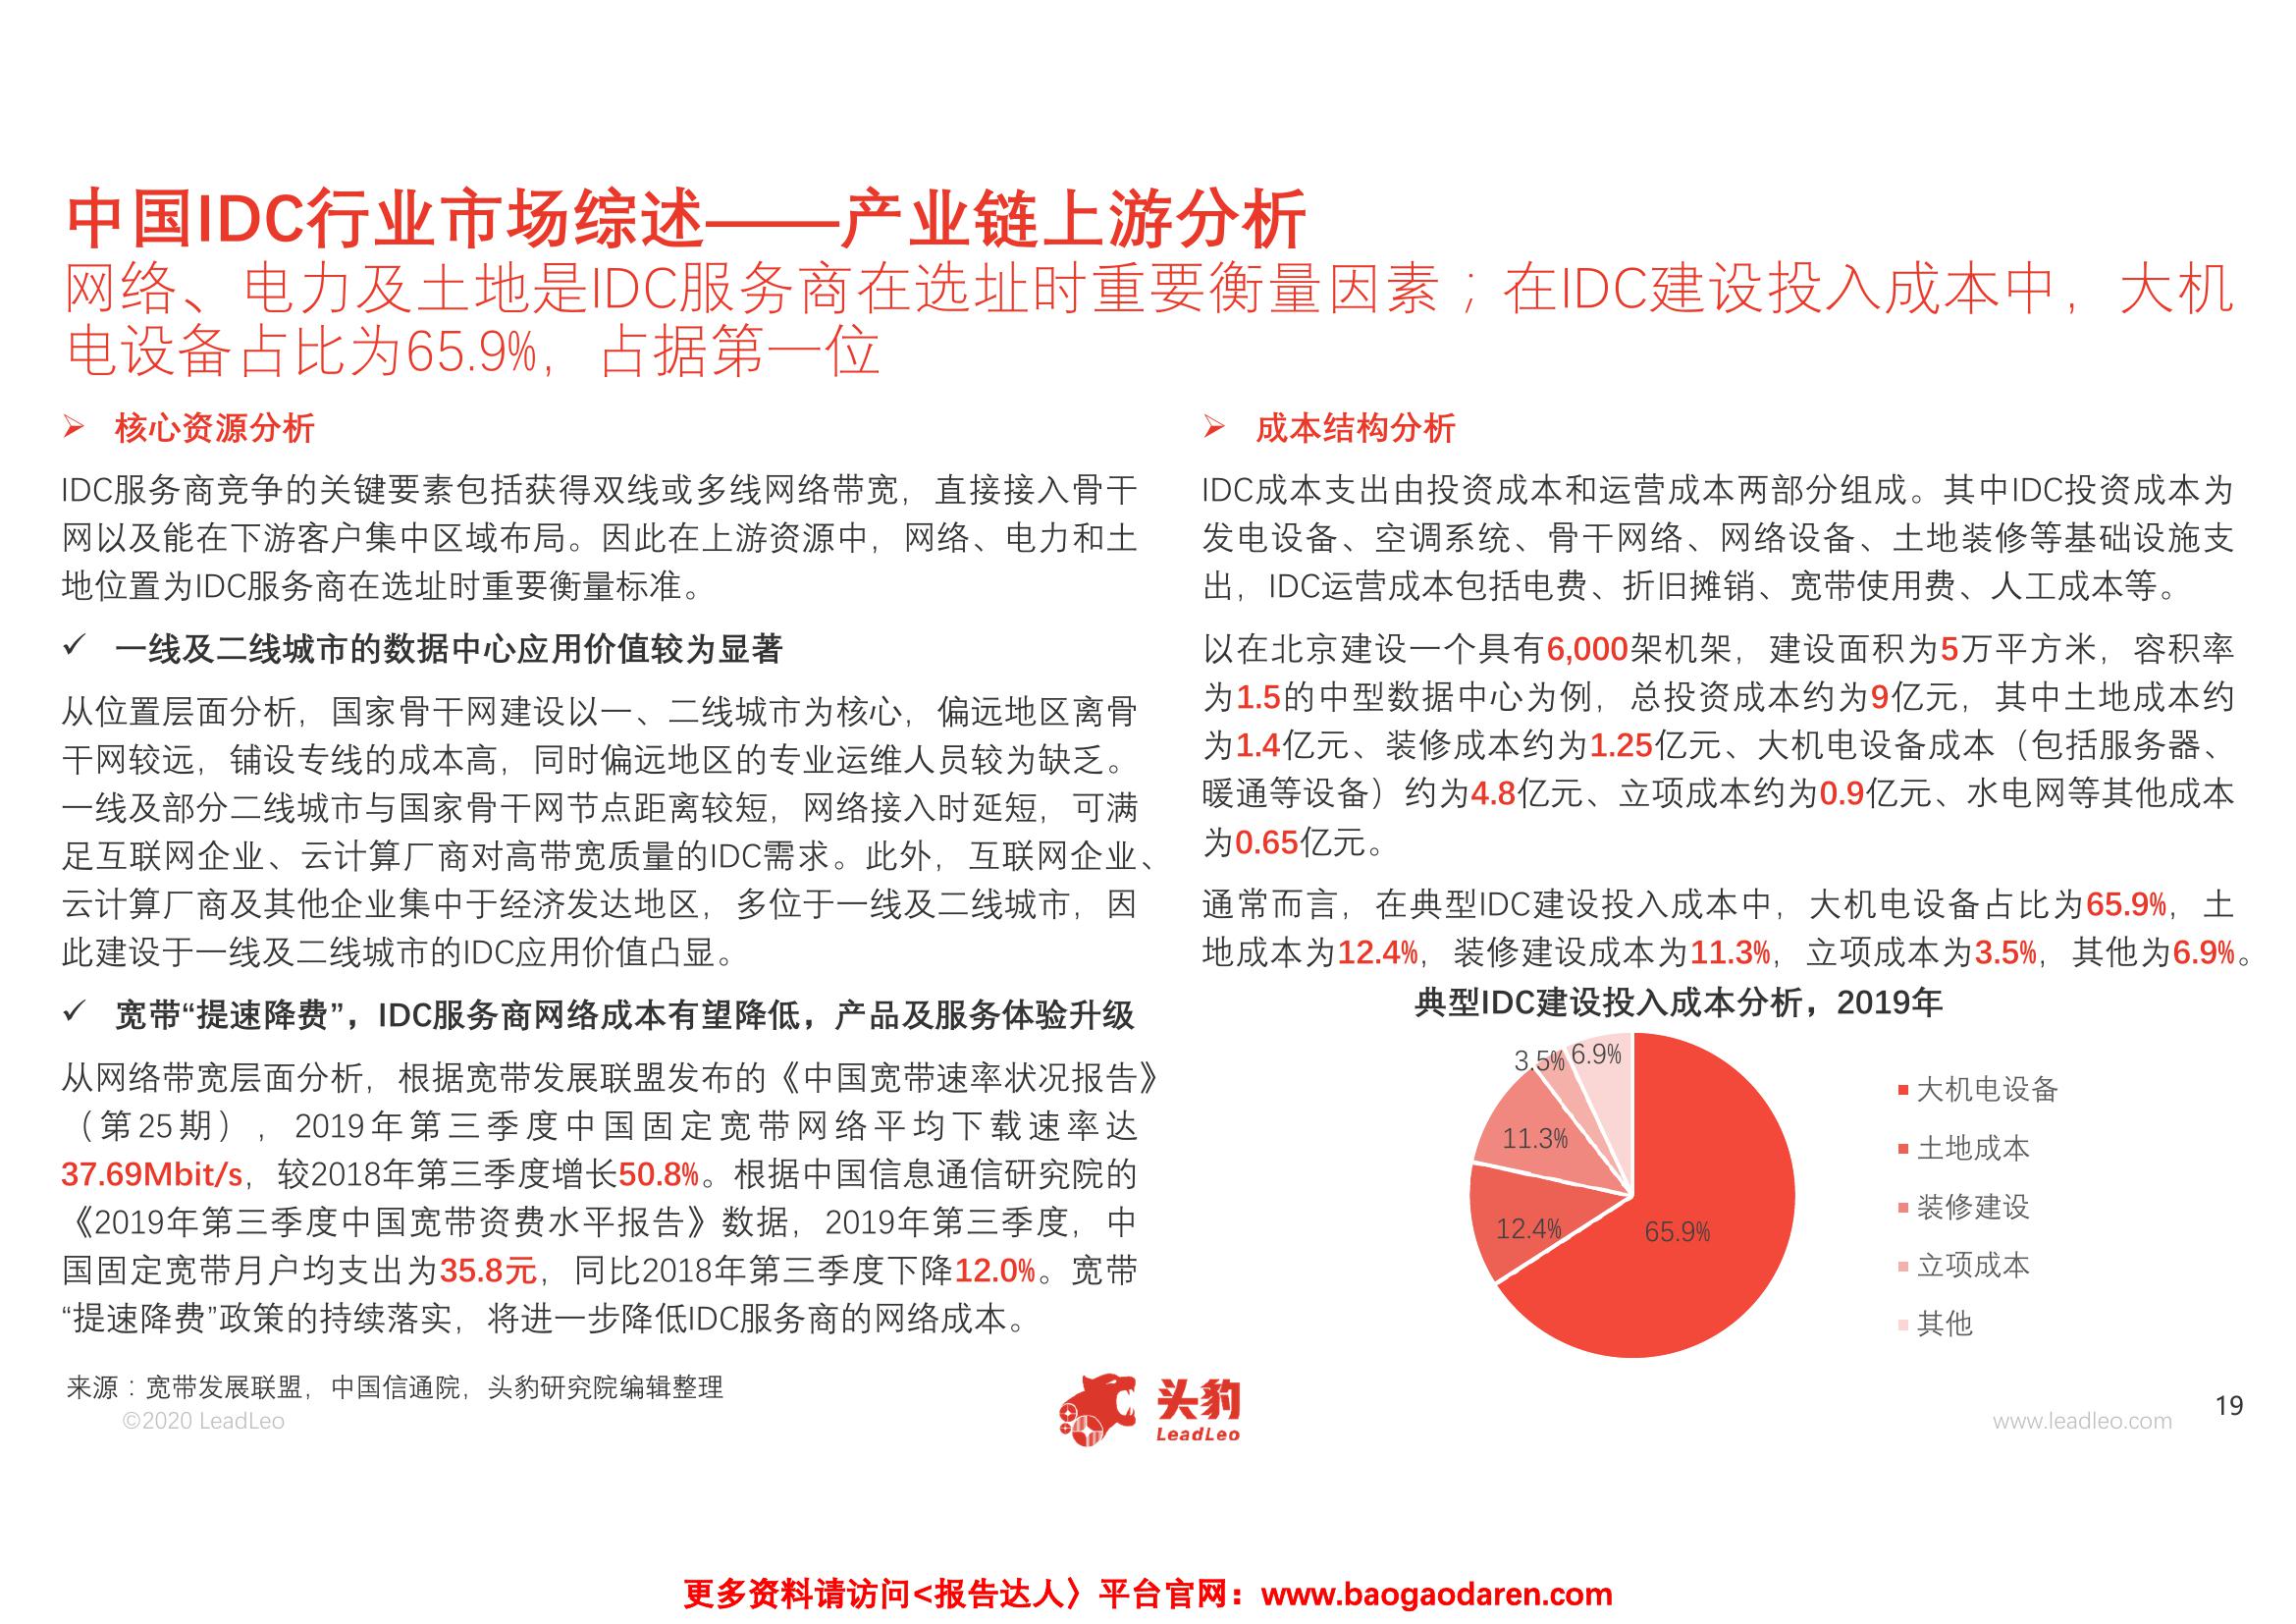 中国IDC行业市场综述——产业链上游分析
网络、电力及土地是IDC服务商在选址时重要衡量因素；在IDC建设投入成本中，大机
电设备占比为65.9%，占据第一位
➢ 核心资源分析
IDC服务商竞争的关键要素包括获得双线或多线网络带宽，直接接入骨干
网以及能在下游客户集中区域布局。因此在上游资源中，网络、电力和土
地位置为IDC服务商在选址时重要衡量标准。
✓ 一线及二线城市的数据中心应用价值较为显著
从位置层面分析，国家骨干网建设以一、二线城市为核心，偏远地区离骨
干网较远，铺设专线的成本高，同时偏远地区的专业运维人员较为缺乏。
一线及部分二线城市与国家骨干网节点距离较短，网络接入时延短，可满
足互联网企业、云计算厂商对高带宽质量的IDC需求。此外，互联网企业、
云计算厂商及其他企业集中于经济发达地区，多位于一线及二线城市，因
此建设于一线及二线城市的IDC应用价值凸显。
✓ 宽带“提速降费”，IDC服务商网络成本有望降低，产品及服务体验升级
从网络带宽层面分析，根据宽带发展联盟发布的《中国宽带速率状况报告》
（第25期），2019年第三季度中国固定宽带网络平均下载速率达
37.69Mbit/s，较2018年第三季度增长50.8%。根据中国信息通信研究院的
《2019年第三季度中国宽带资费水平报告》数据，2019年第三季度，中
国固定宽带月户均支出为35.8元，同比2018年第三季度下降12.0%。宽带
“提速降费”政策的持续落实，将进一步降低IDC服务商的网络成本。
➢ 成本结构分析
IDC成本支出由投资成本和运营成本两部分组成。其中IDC投资成本为
发电设备、空调系统、骨干网络、网络设备、土地装修等基础设施支
出，IDC运营成本包括电费、折旧摊销、宽带使用费、人工成本等。
以在北京建设一个具有6,000架机架，建设面积为5万平方米，容积率
为1.5的中型数据中心为例，总投资成本约为9亿元，其中土地成本约
为1.4亿元、装修成本约为1.25亿元、大机电设备成本（包括服务器、
暖通等设备）约为4.8亿元、立项成本约为0.9亿元、水电网等其他成本
为0.65亿元。
通常而言，在典型IDC建设投入成本中，大机电设备占比为65.9%，土
地成本为12.4%，装修建设成本为11.3%，立项成本为3.5%，其他为6.9%。
典型IDC建设投入成本分析，2019年
3.5%
6.9%
11.3%
12.4%
65.9%
大机电设备
土地成本
装修建设
立项成本
其他
来源：宽带发展联盟，中国信通院，头豹研究院编辑整理
©2020 LeadLeo
头豹
LeadLeo
www.leadleo.com
19
更多资料请访问<报告达人〉平台官网：www.baogaodaren.com